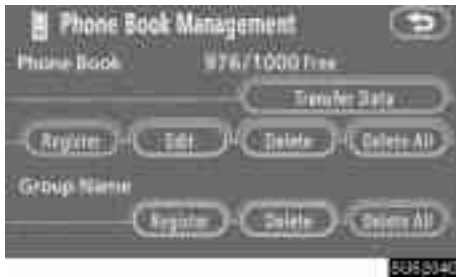 Phone Book Management
Phone Book 976/1000 Free
Transfer Data
Register Edit Delete Delete All
Group Name
Register Delete Delete All